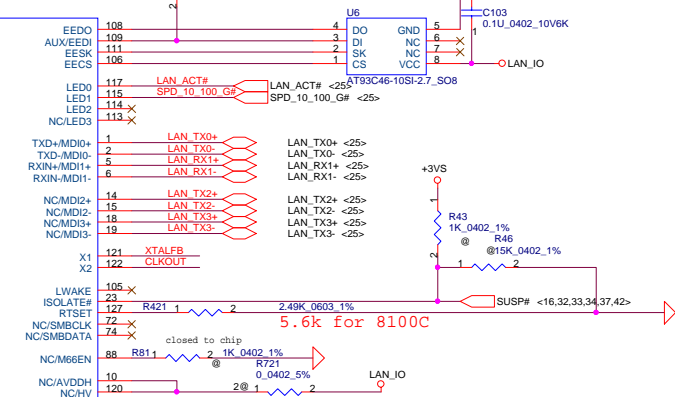 2
U6
C103
0.1U_0402_10V6K
1
EEDO 108 4 DO GND 5
AUX/EEDI 109 3 DI NC 6
EESK 111 2 SK NC 7
EECS 106 1 CS VCC 8 LAN_IO
AT93C46-10SI-2.7_SO8
LED0 117 LAN_ACT# LAN_ACT# <25>
LED1 115 SPD_10_100_G# SPD_10_100_G# <25>
LED2 114
NC/LED3 113
TXD+/MDI0+ 1 LAN_TX0+ LAN_TX0+ <25>
TXD-/MDI0- 2 LAN_TX0- LAN_TX0- <25>
RXIN+/MDI1+ 5 LAN_RX1+ LAN_RX1+ <25>
RXIN-/MDI1- 6 LAN_RX1- LAN_RX1- <25>
+3VS
NC/MDI2+ 14 LAN_TX2+ LAN_TX2+ <25>
NC/MDI2- 15 LAN_TX2- LAN_TX2- <25>
NC/MDI3+ 18 LAN_TX3+ LAN_TX3+ <25>
NC/MDI3- 19 LAN_TX3- LAN_TX3- <25>
1
R43
1K_0402_1%
@
2
R46
@15K_0402_1%
1 2
X1 121 XTALFB
X2 122 CLKOUT
LWAKE 105
ISOLATE# 23 SUSP# <16,32,33,34,37,42>
RTSET 127 R421 1 2 2.49K_0603_1%
5.6k for 8100C
NC/SMBCLK 72
NC/SMBDATA 74
closed to chip
NC/M66EN 88 R81 1 2 1K_0402_1%
@
R721
0_0402_5%
NC/AVDDH 10
NC/HV 120 2@ 1 2 LAN_IO